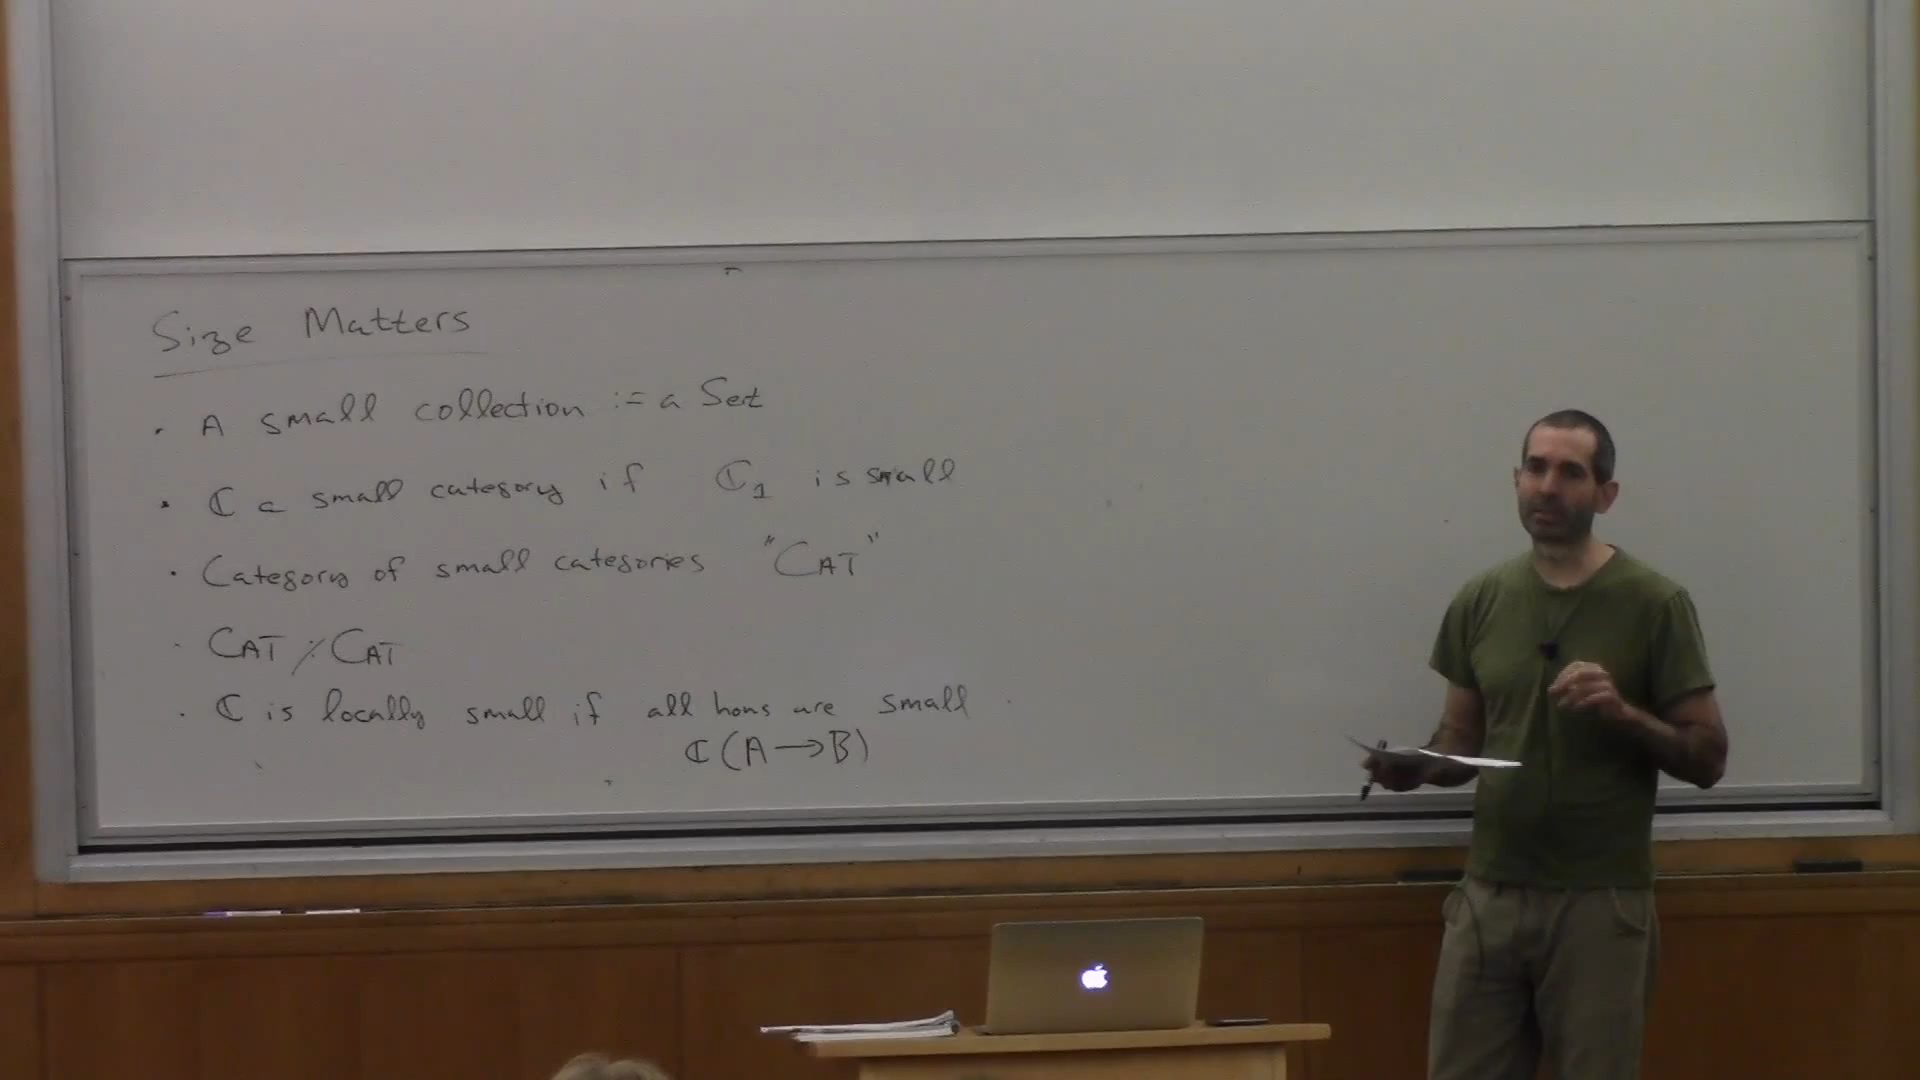 Size Matters
· A small collection := a Set
· ℂ a small category if ℂ₁ is small
· Category of small categories "CAT"
· CAT ⁒ CAT
· ℂ is locally small if all homs are small
ℂ(A → B)